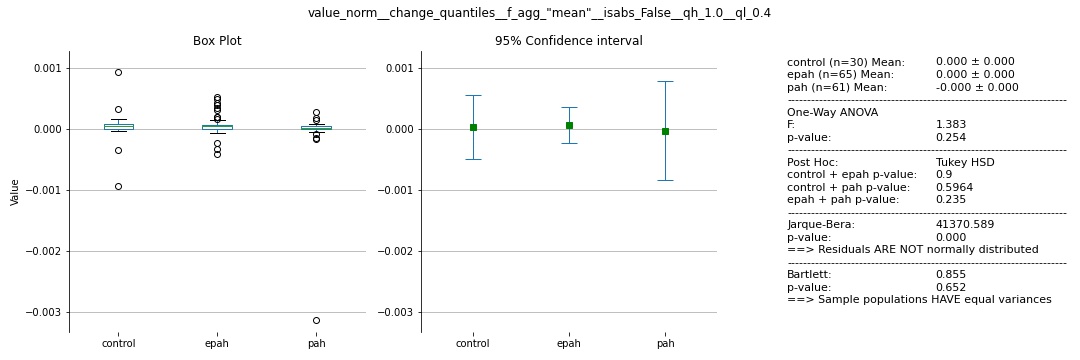 value_norm__change_quantiles__f_agg_"mean"__isabs_False__qh_1.0__ql_0.4
Box Plot
Value
0.001
0.000
−0.001
−0.002
−0.003
control epah pah
95% Confidence interval
0.001
0.000
−0.001
−0.002
−0.003
control epah pah
control (n=30) Mean: 0.000 ± 0.000
epah (n=65) Mean: 0.000 ± 0.000
pah (n=61) Mean: -0.000 ± 0.000
One-Way ANOVA
F: 1.383
p-value: 0.254
Post Hoc: Tukey HSD
control + epah p-value: 0.9
control + pah p-value: 0.5964
epah + pah p-value: 0.235
Jarque-Bera: 41370.589
p-value: 0.000
==> Residuals ARE NOT normally distributed
Bartlett: 0.855
p-value: 0.652
==> Sample populations HAVE equal variances